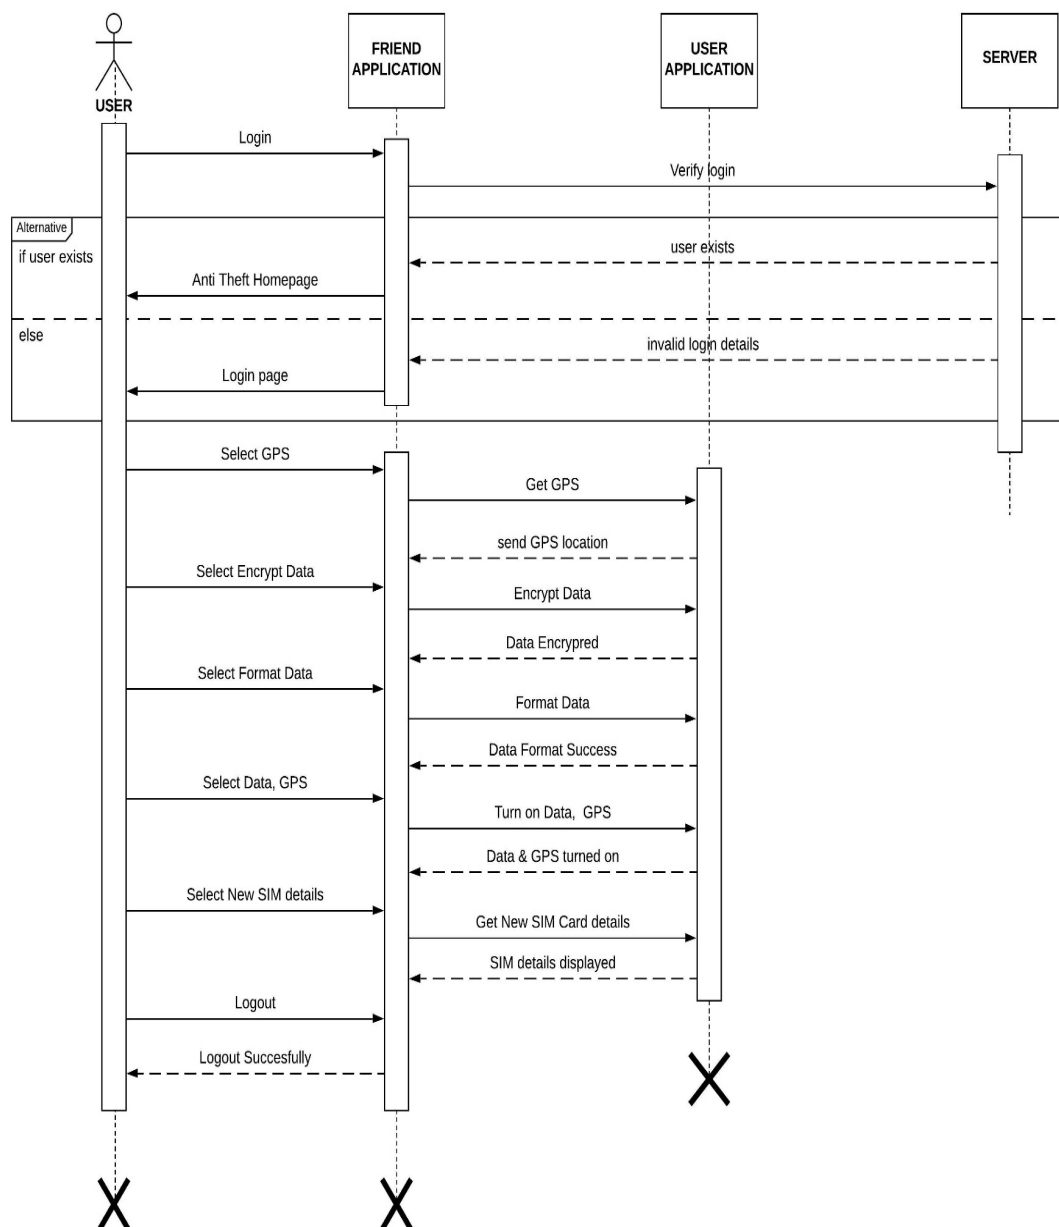 FRIEND
APPLICATION
USER
APPLICATION
SERVER
USER
Login
Verify login
Alternative
if user exists
user exists
Anti Theft Homepage
else
invalid login details
Login page
Select GPS
Get GPS
send GPS location
Select Encrypt Data
Encrypt Data
Data Encrypred
Select Format Data
Format Data
Data Format Success
Select Data, GPS
Turn on Data, GPS
Data & GPS turned on
Select New SIM details
Get New SIM Card details
SIM details displayed
Logout
Logout Succesfully